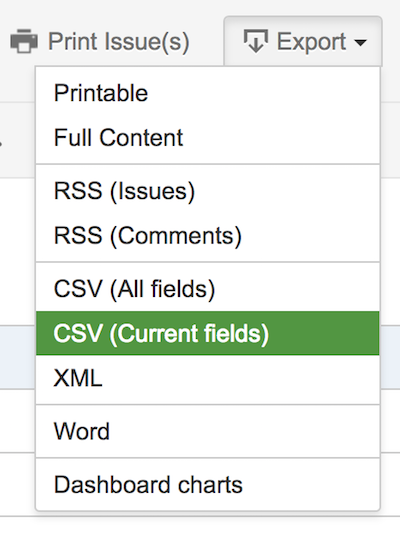 Print Issue(s) Export
Printable
Full Content
RSS (Issues)
RSS (Comments)
CSV (All fields)
CSV (Current fields)
XML
Word
Dashboard charts